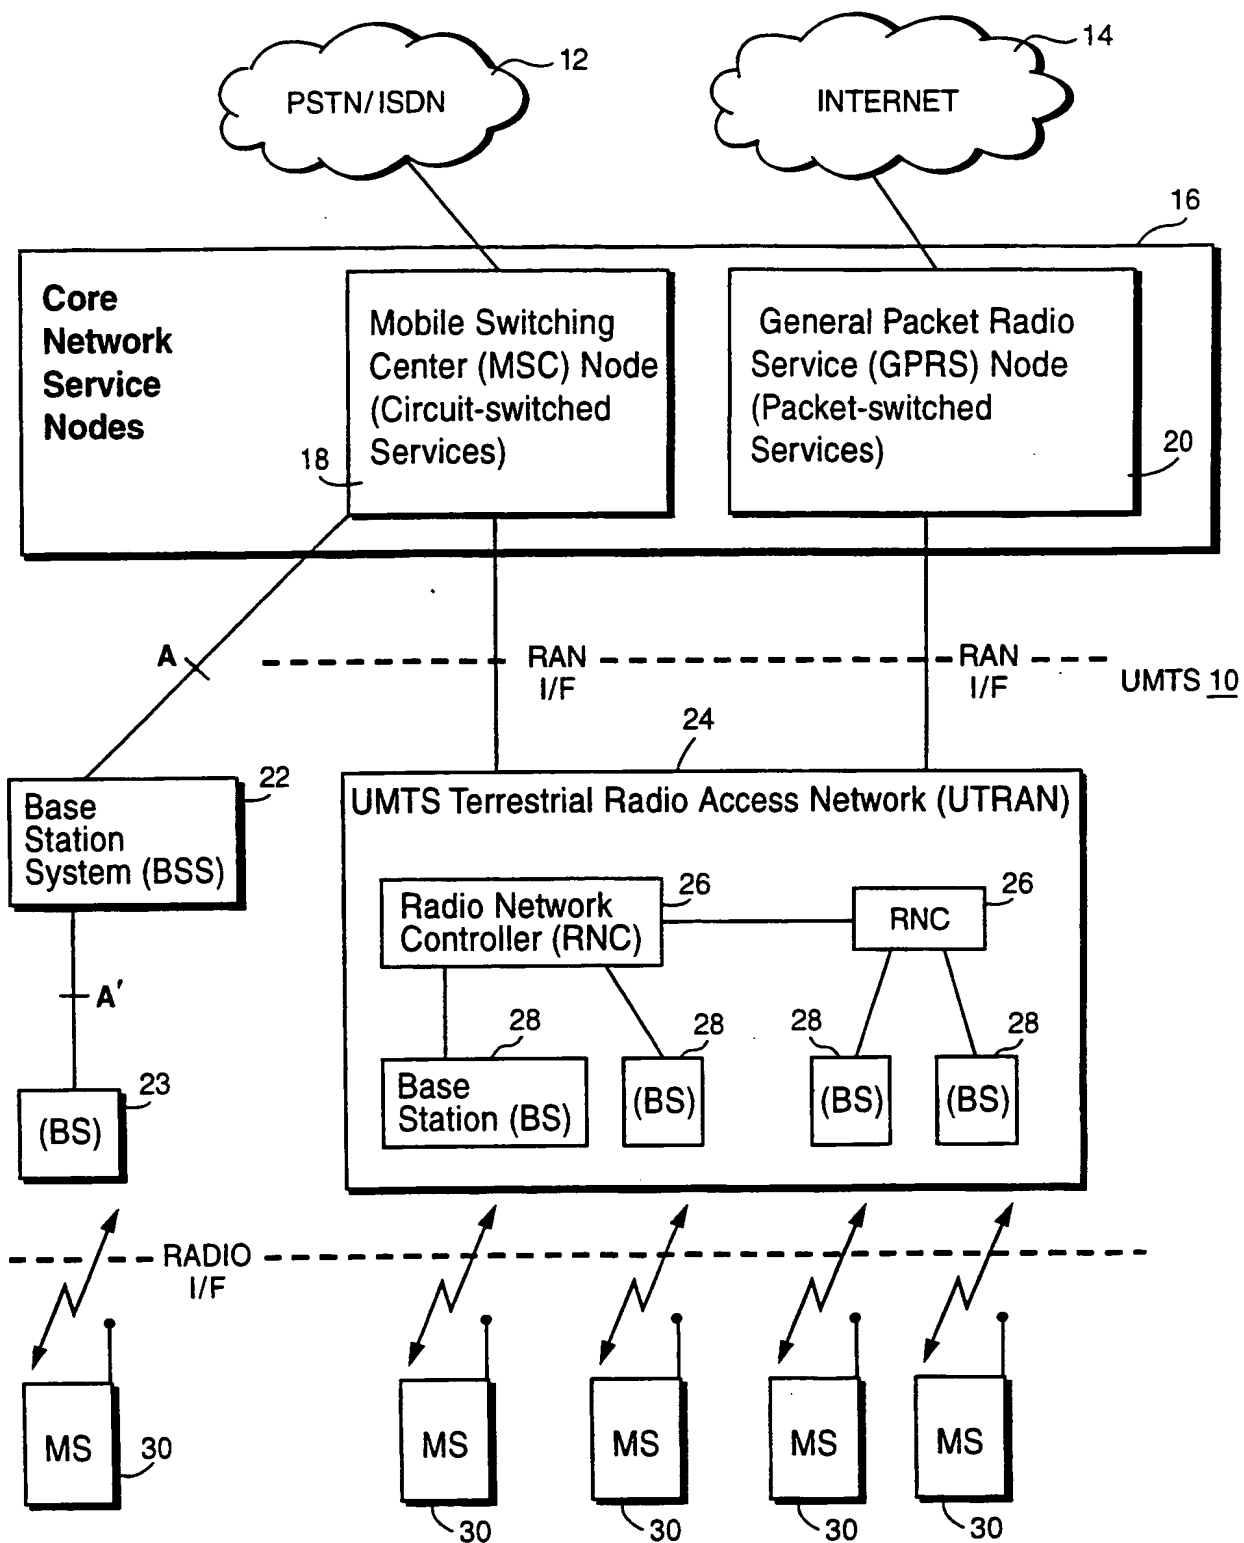 12
14
PSTN/ISDN
INTERNET
16
Core
Network
Service
Nodes
Mobile Switching
Center (MSC) Node
(Circuit-switched
Services)
18
General Packet Radio
Service (GPRS) Node
(Packet-switched
Services)
20
A
RAN
I/F
RAN
I/F
UMTS 10
24
22
Base
Station
System (BSS)
UMTS Terrestrial Radio Access Network (UTRAN)
26
Radio Network
Controller (RNC)
26
RNC
A'
28
28
28
28
23
(BS)
Base
Station (BS)
(BS)
(BS)
(BS)
RADIO
I/F
MS
30
MS
30
MS
30
MS
30
MS
30